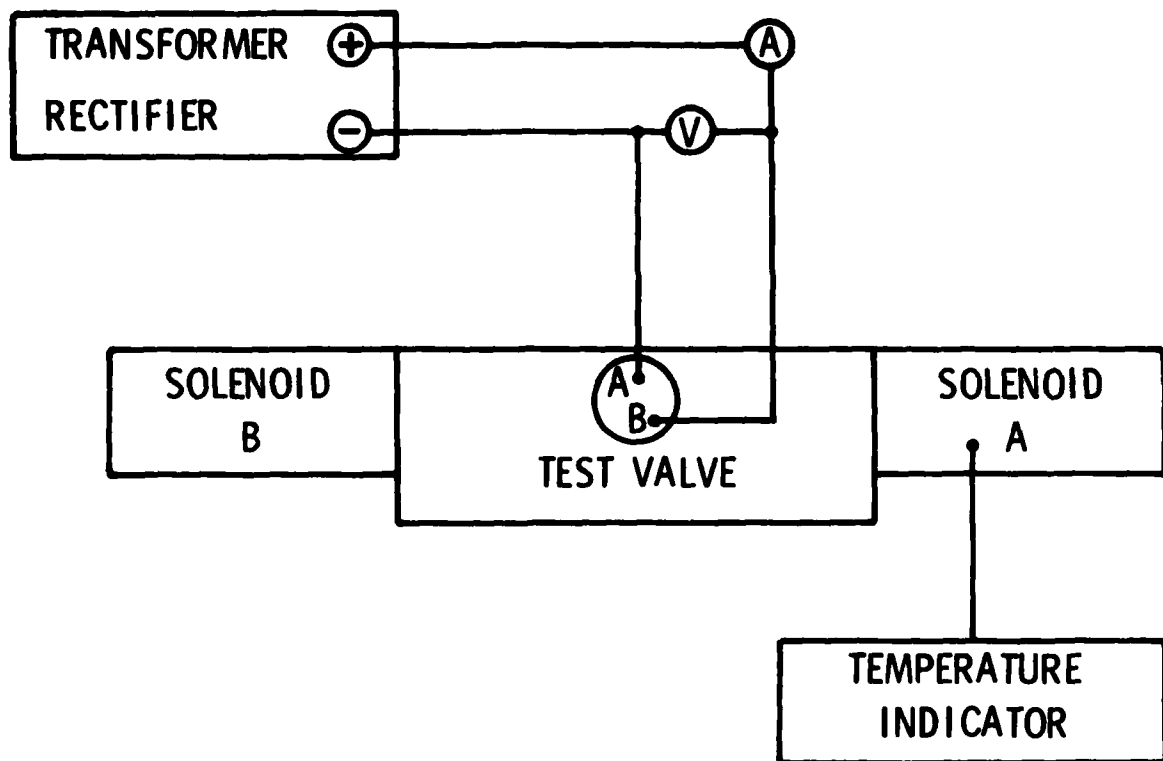 TRANSFORMER +
RECTIFIER −
A
V
SOLENOID
B
A
B
TEST VALVE
SOLENOID
A
TEMPERATURE
INDICATOR